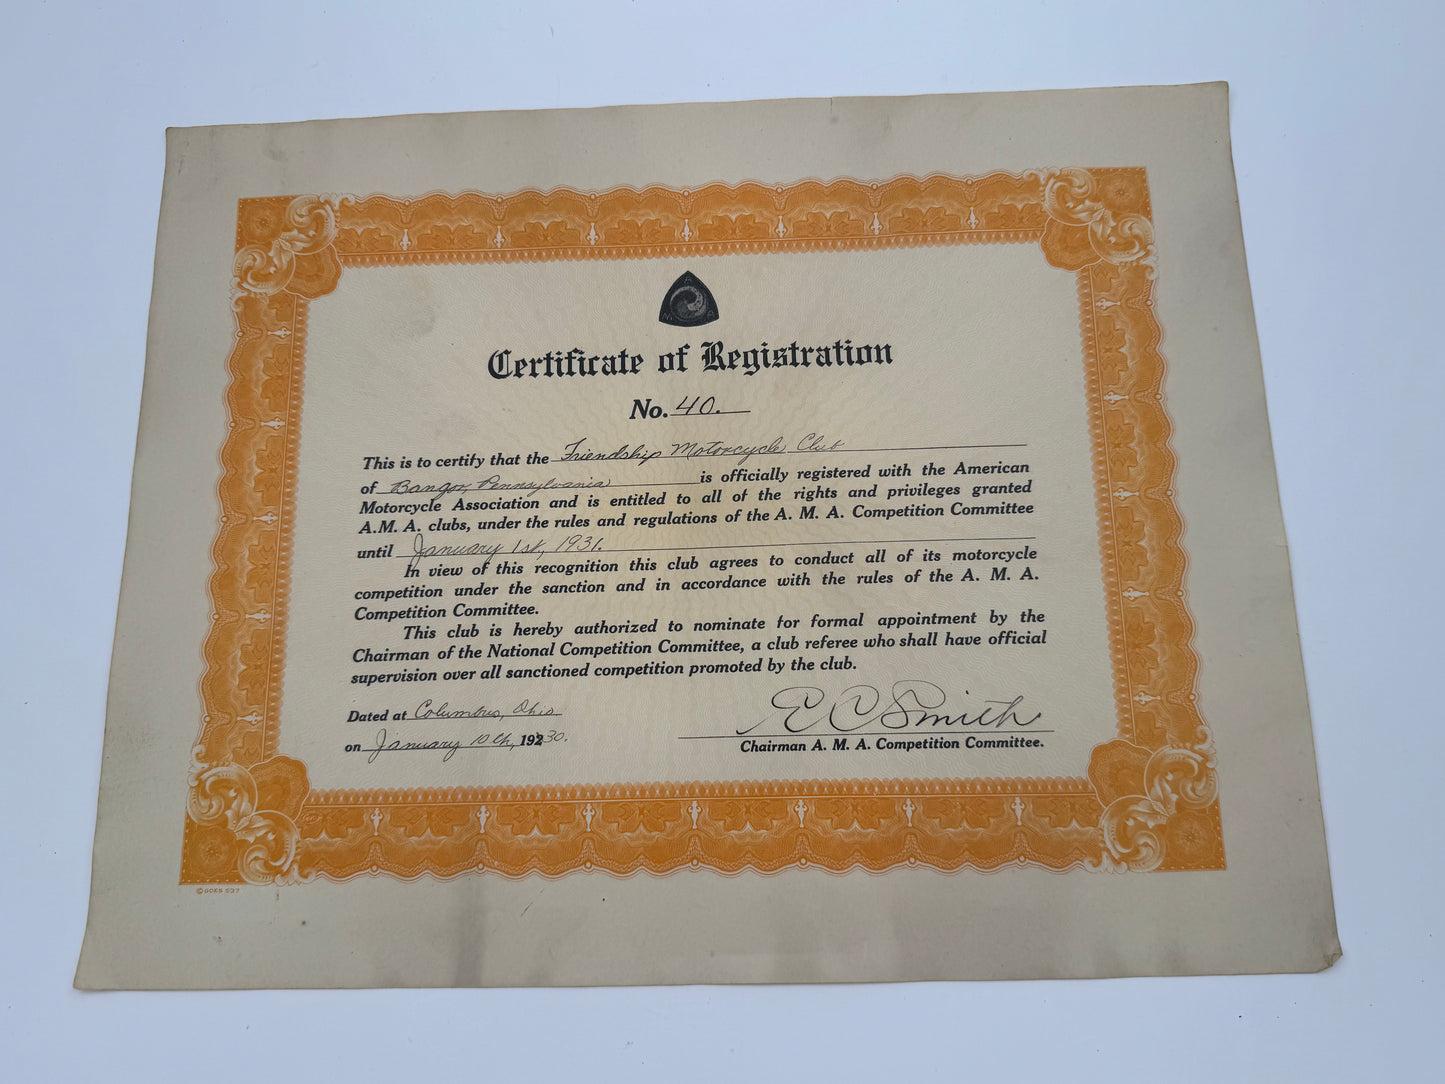 A
M A
Certificate of Registration
No. 40.
This is to certify that the Friendship Motorcycle Club
of Bangor, Pennsylvania is officially registered with the American
Motorcycle Association and is entitled to all of the rights and privileges granted
A.M. A. clubs, under the rules and regulations of the A. M. A. Competition Committee
until January 1st, 1931.
In view of this recognition this club agrees to conduct all of its motorcycle
competition under the sanction and in accordance with the rules of the A. M. A.
Competition Committee.
This club is hereby authorized to nominate for formal appointment by the
Chairman of the National Competition Committee, a club referee who shall have official
supervision over all sanctioned competition promoted by the club.
Dated at Columbus, Ohio
on January 10th, 19230.
E C Smith
Chairman A. M. A. Competition Committee.
© GOES 537